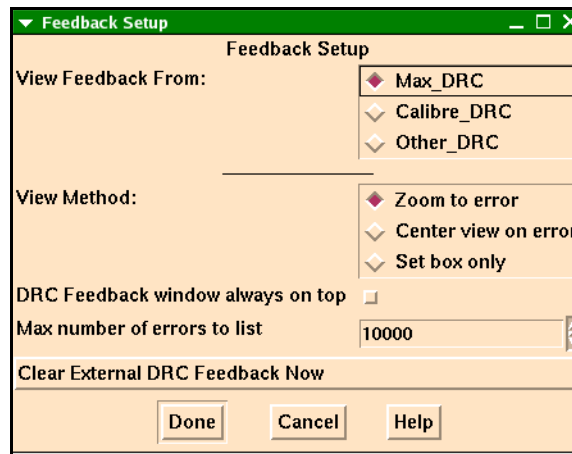 Feedback Setup
Feedback Setup
View Feedback From:
Max_DRC
Calibre_DRC
Other_DRC
View Method:
Zoom to error
Center view on error
Set box only
DRC Feedback window always on top
Max number of errors to list
10000
Clear External DRC Feedback Now
Done Cancel Help